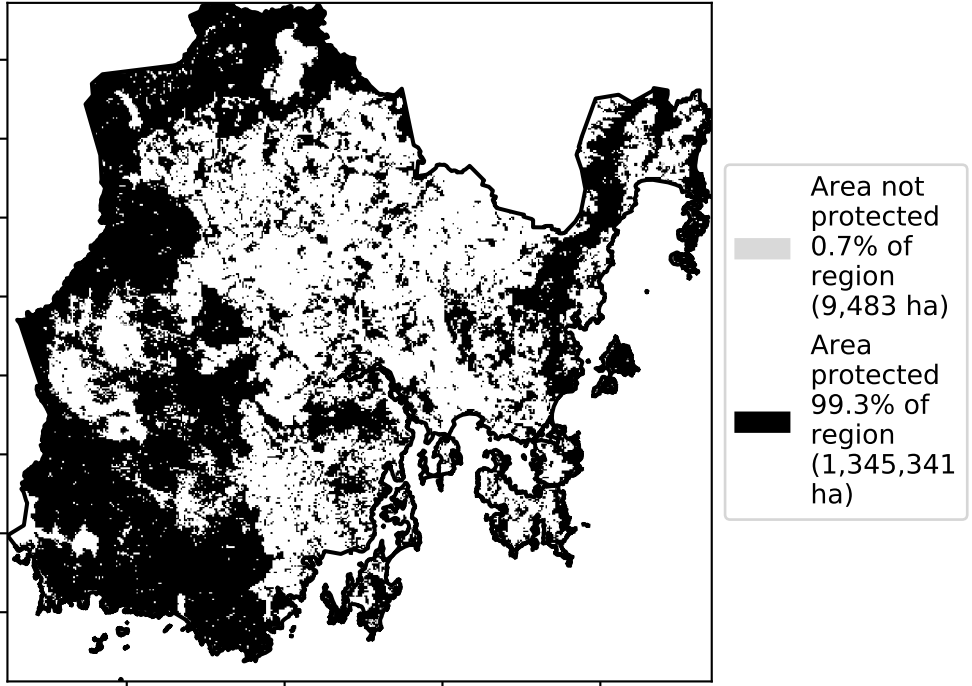 Area not
protected
0.7% of
region
(9,483 ha)
Area
protected
99.3% of
region
(1,345,341
ha)